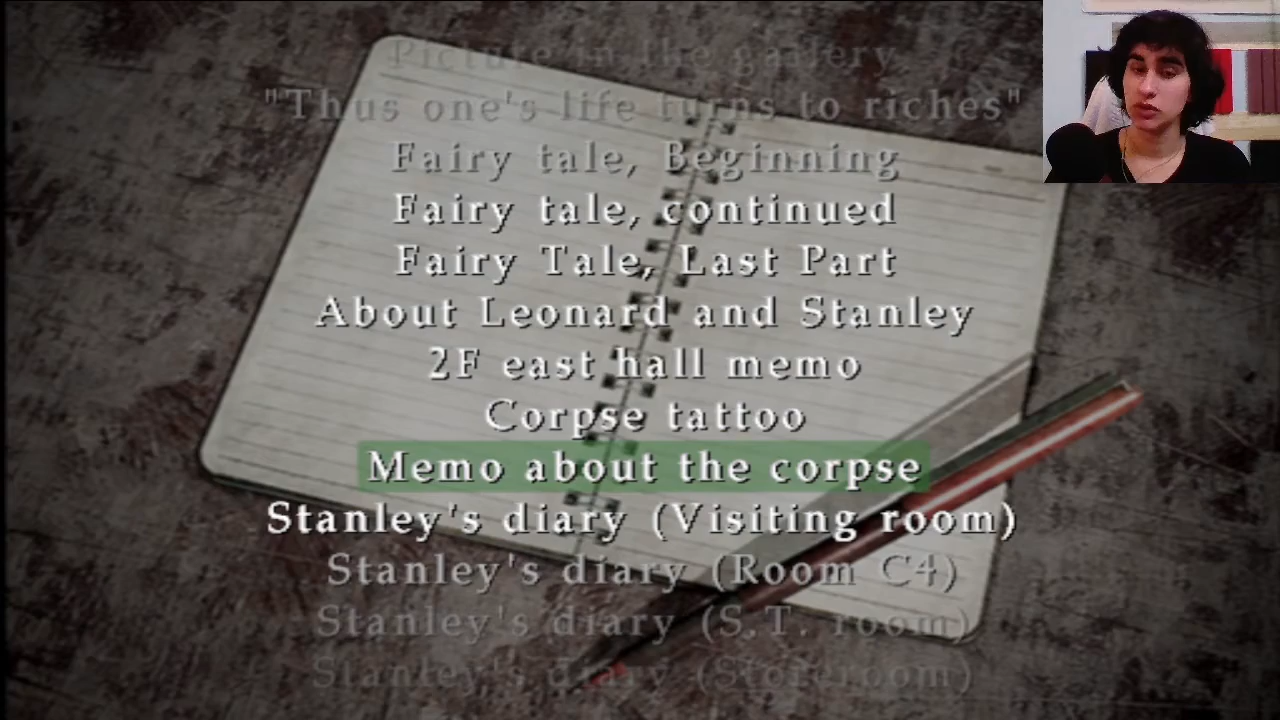 Picture in the gallery
"Thus one's life turns to riches"
Fairy tale, Beginning
Fairy tale, continued
Fairy Tale, Last Part
About Leonard and Stanley
2F east hall memo
Corpse tattoo
Memo about the corpse
Stanley's diary (Visiting room)
Stanley's diary (Room C4)
Stanley's diary (S.T. room)
Stanley's diary (Storeroom)